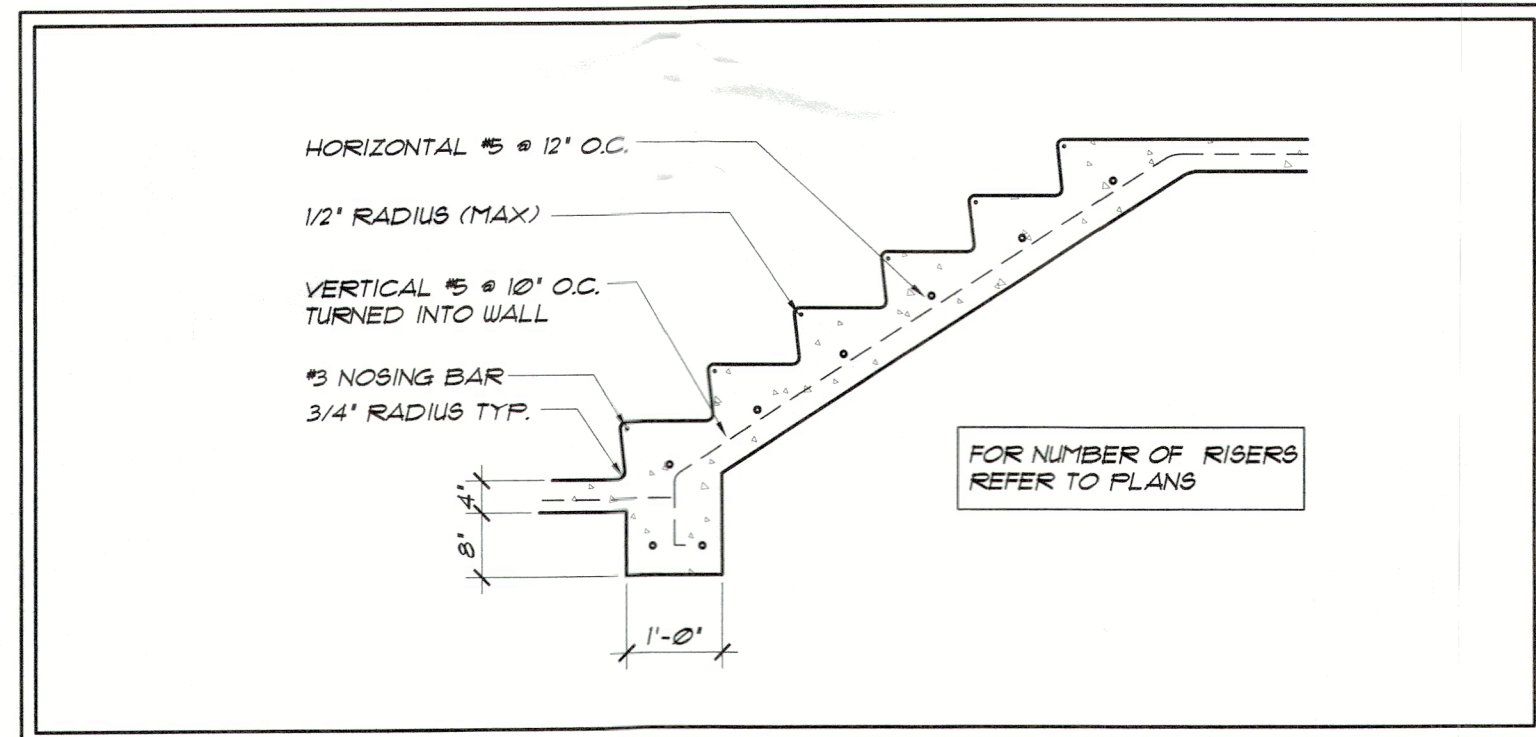 HORIZONTAL #5 @ 12" O.C.
1/2" RADIUS (MAX)
VERTICAL #5 @ 10" O.C.
TURNED INTO WALL
#3 NOSING BAR
3/4" RADIUS TYP.
FOR NUMBER OF RISERS
REFER TO PLANS
4"
8"
1'-0"